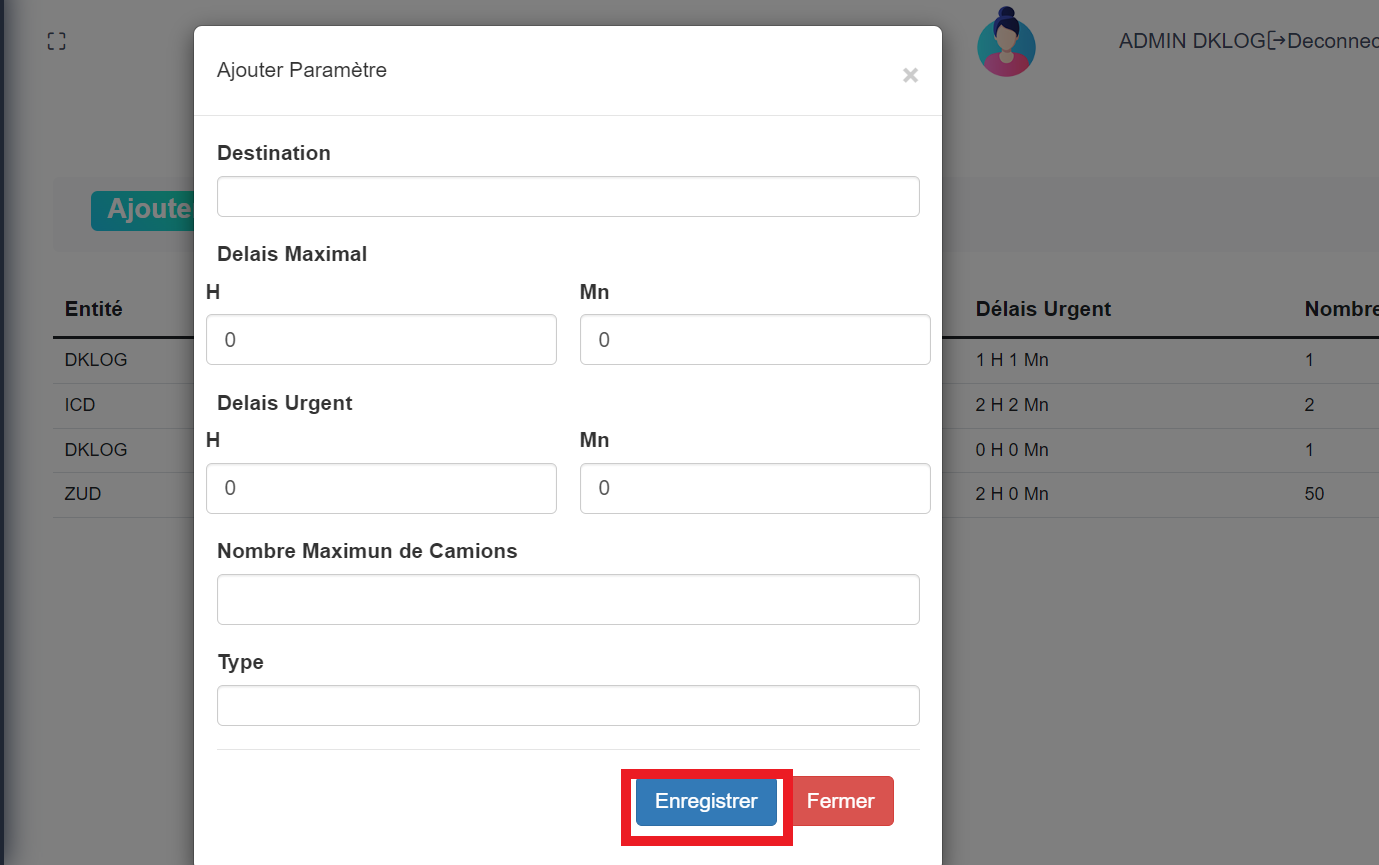 ADMIN DKLOG Deconnec
Ajouter Paramètre
×
Destination
Ajoute
Delais Maximal
H Mn
0 0
Delais Urgent
H Mn
0 0
Nombre Maximun de Camions
Type
Enregistrer Fermer
Entité Délais Urgent Nombre
DKLOG 1 H 1 Mn 1
ICD 2 H 2 Mn 2
DKLOG 0 H 0 Mn 1
ZUD 2 H 0 Mn 50